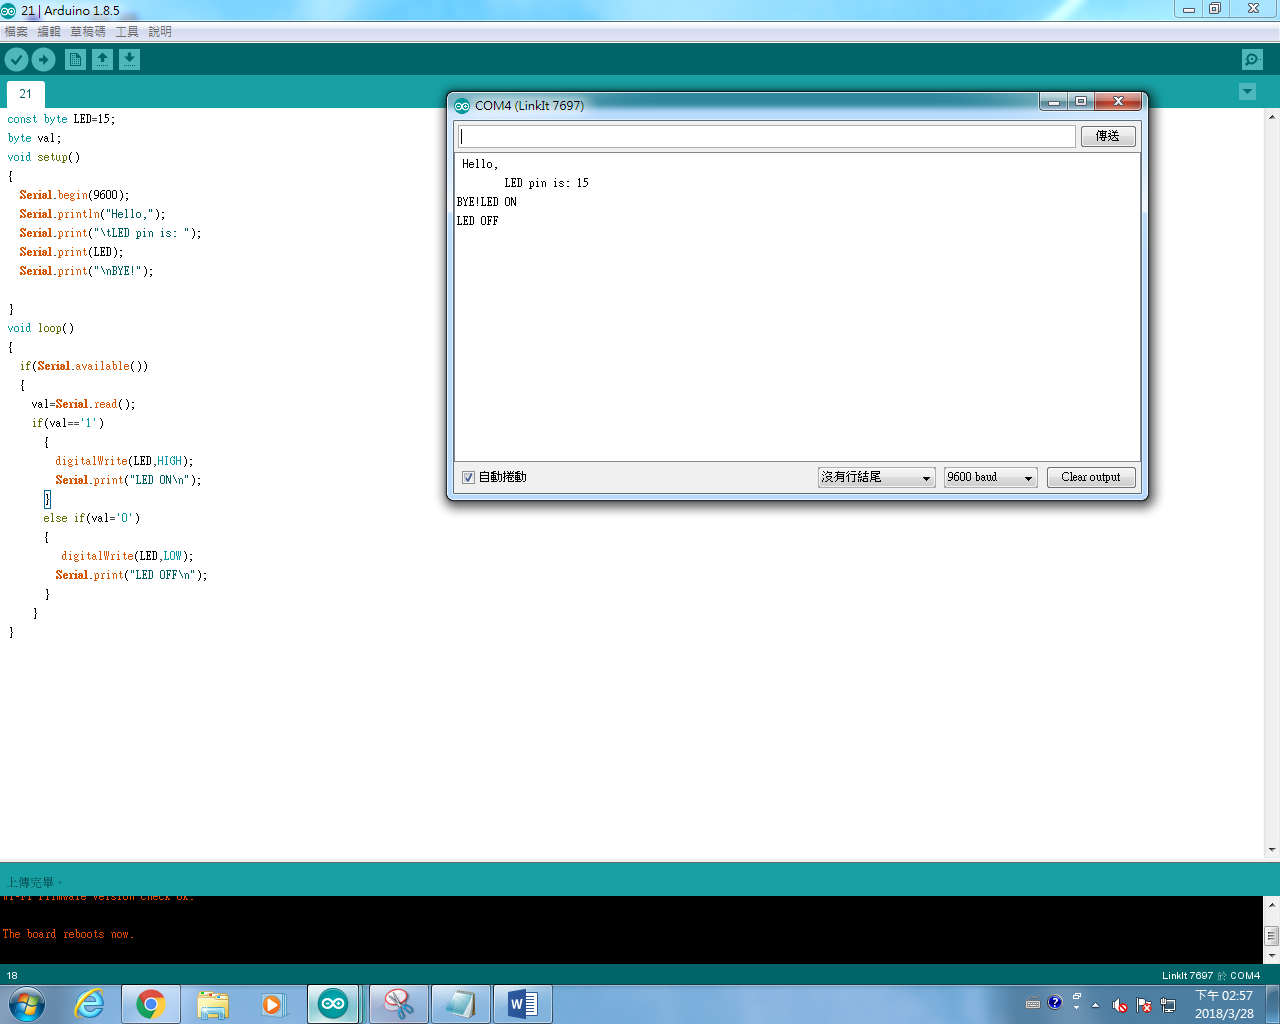 21 | Arduino 1.8.5
檔案 編輯 草稿碼 工具 說明
21
const byte LED=15;
byte val;
void setup()
{
Serial.begin(9600);
Serial.println("Hello,");
Serial.print("\tLED pin is: ");
Serial.print(LED);
Serial.print("\nBYE!");
}
void loop()
{
if(Serial.available())
{
val=Serial.read();
if(val=='1')
{
digitalWrite(LED,HIGH);
Serial.print("LED ON\n");
}
else if(val='0')
{
digitalWrite(LED,LOW);
Serial.print("LED OFF\n");
}
}
}
COM4 (LinkIt 7697)
傳送
Hello,
LED pin is: 15
BYE!LED ON
LED OFF
自動捲動
沒有行結尾
9600 baud
Clear output
上傳完畢。
Wi-Fi Firmware version check ok.
The board reboots now.
18
LinkIt 7697 於 COM4
下午 02:57
2018/3/28